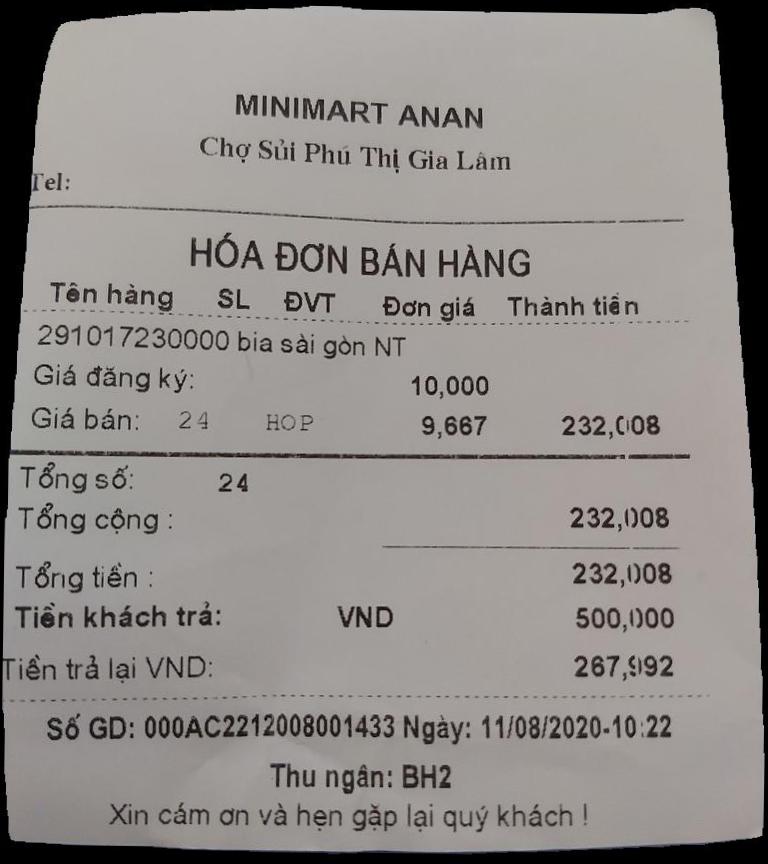 MINIMART ANAN
Chợ Sủi Phú Thị Gia Lâm
Tel:
HÓA ĐƠN BÁN HÀNG
Tên hàng SL ĐVT Đơn giá Thành tiền
291017230000 bia sài gòn NT
Giá đăng ký: 10,000
Giá bán: 24 HOP 9,667 232,008
Tổng số: 24
Tổng cộng : 232,008
Tổng tiền : 232,008
Tiền khách trả: VND 500,000
Tiền trả lại VND: 267,992
Số GD: 000AC2212008001433 Ngày: 11/08/2020-10:22
Thu ngân: BH2
Xin cám ơn và hẹn gặp lại quý khách !